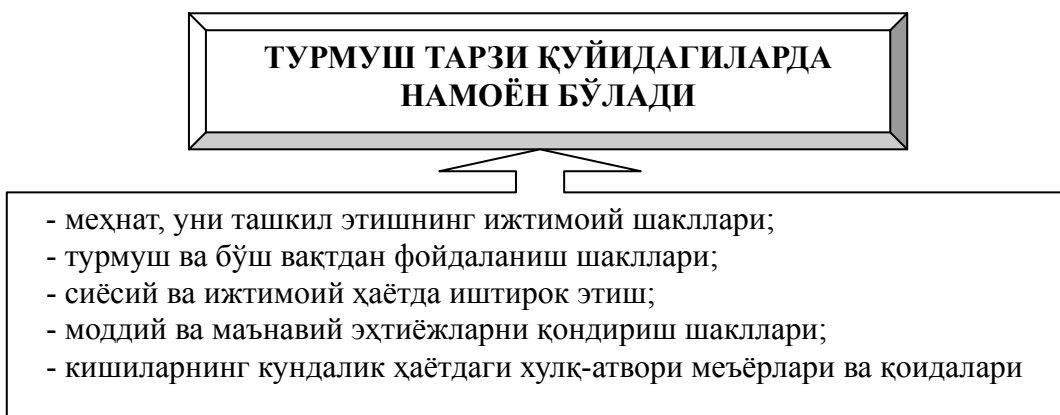 ТУРМУШ ТАРЗИ ҚУЙИДАГИЛАРДА
НАМОЁН БЎЛАДИ
- меҳнат, уни ташкил этишнинг ижтимоий шакллари;
- турмуш ва бўш вақтдан фойдаланиш шакллари;
- сиёсий ва ижтимоий ҳаётда иштирок этиш;
- моддий ва маънавий эҳтиёжларни қондириш шакллари;
- кишиларнинг кундалик ҳаётдаги хулқ-атвори меъёрлари ва қоидалари